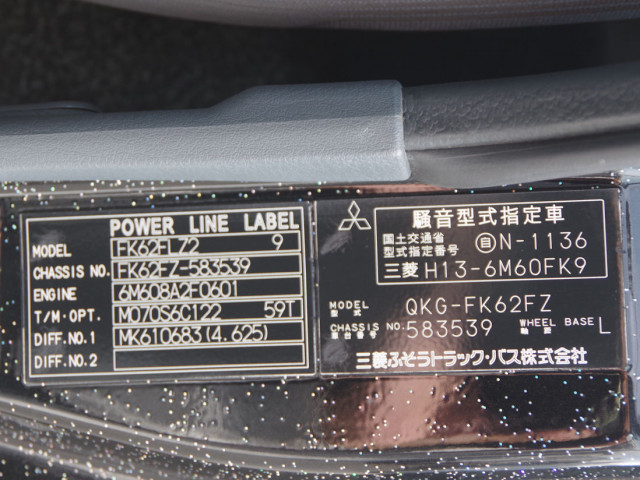 POWER LINE LABEL
MODEL FK62FLZ2 9
CHASSIS NO. FK62FZ-583539
ENGINE 6M608A2F0601
T/M・OPT. M070S6C122 59T
DIFF.NO.1 MK610683(4.625)
DIFF.NO.2
騒音型式指定車
国土交通省
型式指定番号 自N-1136
三菱 H13-6M60FK9
MODEL
型式 QKG-FK62FZ
CHASSIS NO. 583539 WHEEL BASE L
車台番号
三菱ふそうトラック・バス株式会社